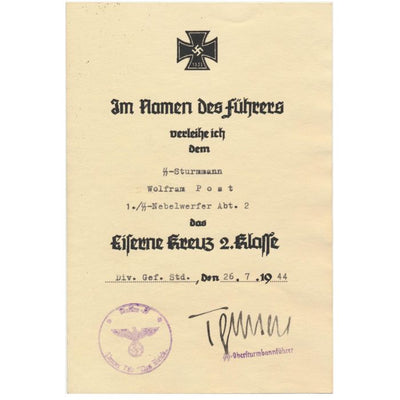 Im Namen des Führers
verleihe ich
dem
ᛋᛋ-Sturmmann
Wolfram Post
1./ᛋᛋ-Nebelwerfer Abt. 2
das
Eiserne Kreuz 2. Klasse
Div. Gef. Std., den 26. 7. 1944
ᛋᛋ-Obersturmbannführer